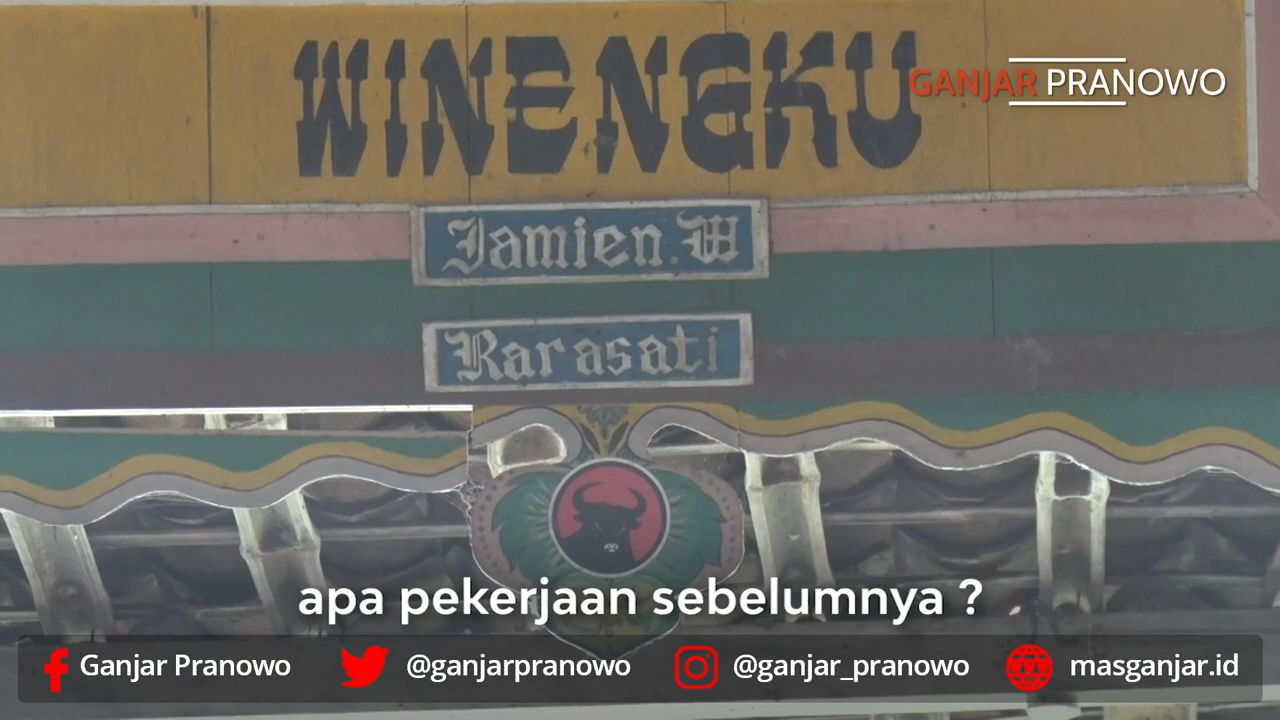 WINENGKU
GANJAR PRANOWO
Jamien.W
Rarasati
apa pekerjaan sebelumnya ?
Ganjar Pranowo
@ganjarpranowo
@ganjar_pranowo
masganjar.id